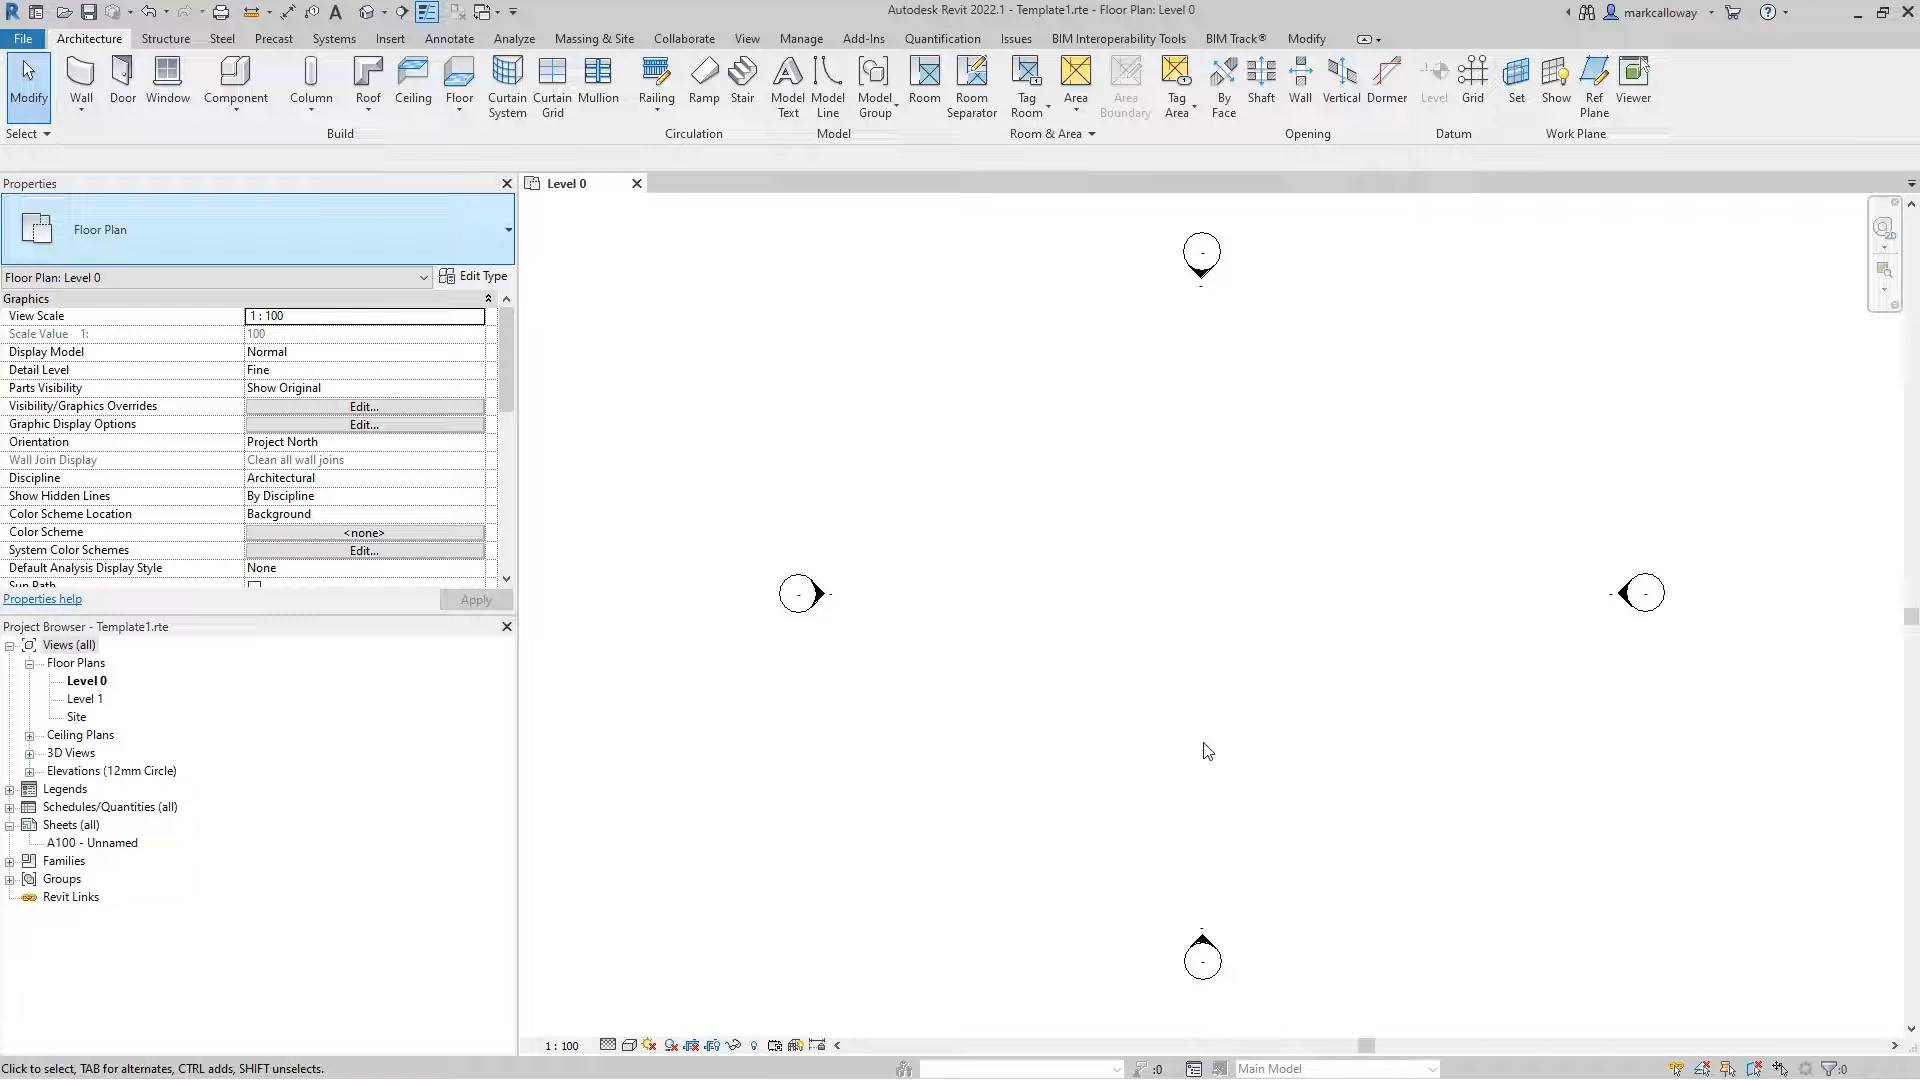 Autodesk Revit 2022.1 - Template1.rte - Floor Plan: Level 0
markcalloway
File Architecture Structure Steel Precast Systems Insert Annotate Analyze Massing & Site Collaborate View Manage Add-Ins Quantification Issues BIM Interoperability Tools BIM Track® Modify
Modify Wall Door Window Component Column Roof Ceiling Floor Curtain System Curtain Grid Mullion Railing Ramp Stair Model Text Model Line Model Group Room Room Separator Tag Room Area Area Boundary Tag Area By Face Shaft Wall Vertical Dormer Level Grid Set Show Ref Plane Viewer
Select Build Circulation Model Room & Area Opening Datum Work Plane
Properties
Level 0
Floor Plan
Floor Plan: Level 0 Edit Type
Graphics
View Scale 1 : 100
Scale Value 1: 100
Display Model Normal
Detail Level Fine
Parts Visibility Show Original
Visibility/Graphics Overrides Edit...
Graphic Display Options Edit...
Orientation Project North
Wall Join Display Clean all wall joins
Discipline Architectural
Show Hidden Lines By Discipline
Color Scheme Location Background
Color Scheme <none>
System Color Schemes Edit...
Default Analysis Display Style None
Sun Path
Properties help Apply
Project Browser - Template1.rte
Views (all)
Floor Plans
Level 0
Level 1
Site
Ceiling Plans
3D Views
Elevations (12mm Circle)
Legends
Schedules/Quantities (all)
Sheets (all)
A100 - Unnamed
Families
Groups
Revit Links
1 : 100
Click to select, TAB for alternates, CTRL adds, SHIFT unselects.
:0
Main Model
:0